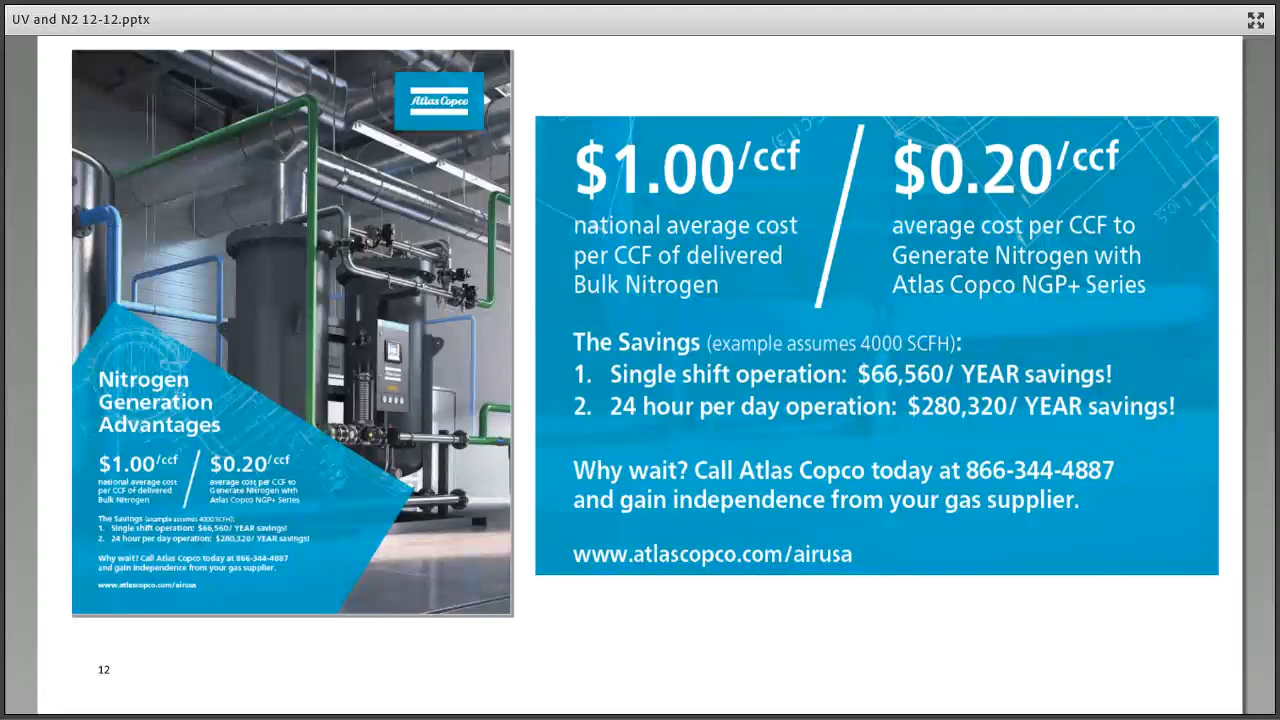 UV and N2 12-12.pptx
Atlas Copco
Nitrogen
Generation
Advantages
$1.00/ccf
national average cost
per CCF of delivered
Bulk Nitrogen
$0.20/ccf
average cost per CCF to
Generate Nitrogen with
Atlas Copco NGP+ Series
The Savings (example assumes 4000 SCFH):
1. Single shift operation: $66,560/ YEAR savings!
2. 24 hour per day operation: $280,320/ YEAR savings!
Why wait? Call Atlas Copco today at 866-344-4887
and gain independence from your gas supplier.
www.atlascopco.com/airusa
$1.00/ccf
national average cost
per CCF of delivered
Bulk Nitrogen
$0.20/ccf
average cost per CCF to
Generate Nitrogen with
Atlas Copco NGP+ Series
The Savings (example assumes 4000 SCFH):
1. Single shift operation: $66,560/ YEAR savings!
2. 24 hour per day operation: $280,320/ YEAR savings!
Why wait? Call Atlas Copco today at 866-344-4887
and gain independence from your gas supplier.
www.atlascopco.com/airusa
12